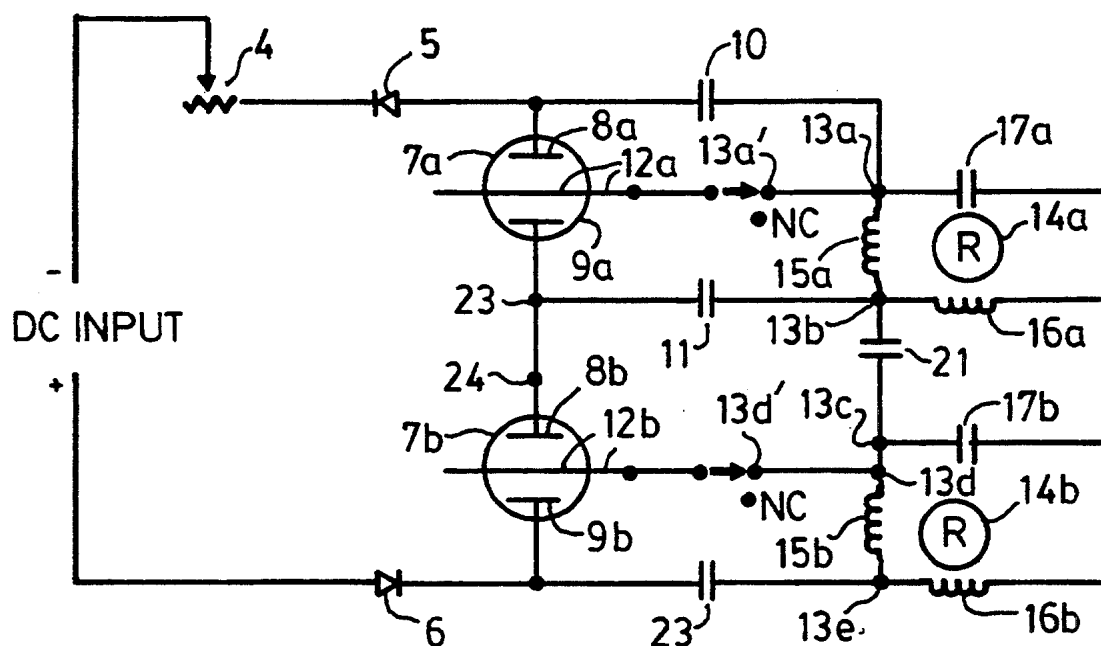 4
5
10
8a
7a
12a
13a'
13a
17a
NC
14a
R
15a
9a
-
23
DC INPUT
13b
16a
11
21
+
24
8b
13d'
13c
17b
7b
12b
13d
NC
14b
R
15b
9b
6
23
13e.
16b